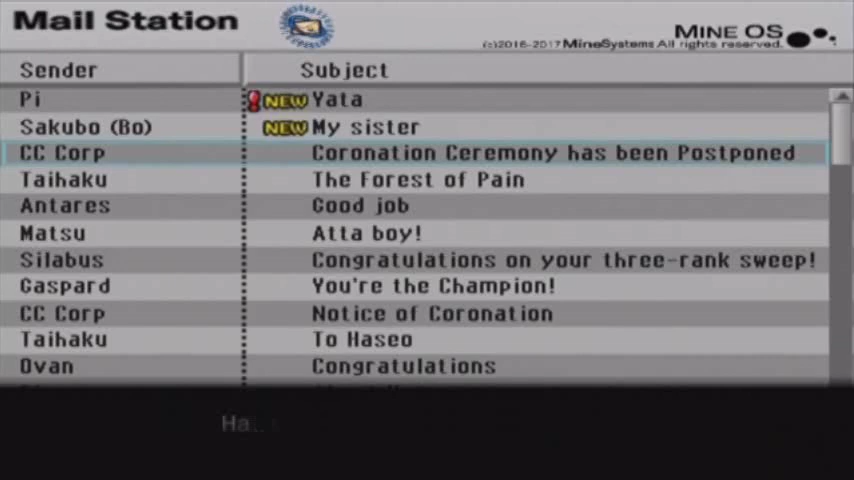 Mail Station
MINE OS
(c)2016-2017 MineSystems All rights reserved.
Sender Subject
Pi NEW Yata
Sakubo (Bo) NEW My sister
CC Corp Coronation Ceremony has been Postponed
Taihaku The Forest of Pain
Antares Good job
Matsu Atta boy!
Silabus Congratulations on your three-rank sweep!
Gaspard You're the Champion!
CC Corp Notice of Coronation
Taihaku To Haseo
Ovan Congratulations
Ha...